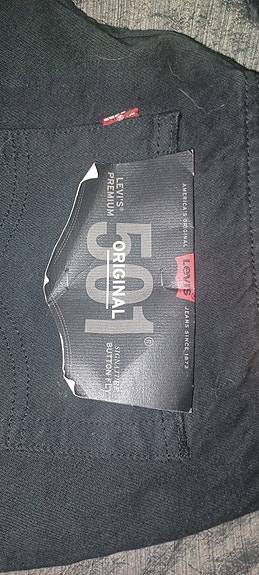 LEVI'S®
PREMIUM
501®
ORIGINAL
SIGNATURE
BUTTON FLY
AMERICA'S ORIGINAL
Levi's
JEANS SINCE 1873